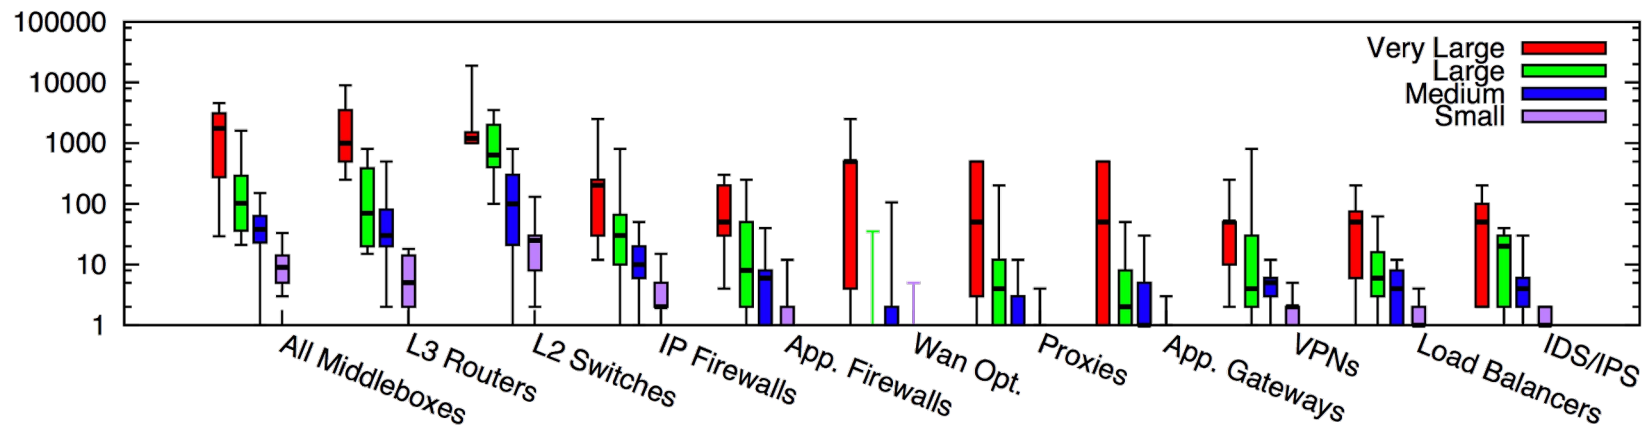 100000
10000
1000
100
10
1
Very Large
Large
Medium
Small
All Middleboxes
L3 Routers
L2 Switches
IP Firewalls
App. Firewalls
Wan Opt.
Proxies
App. Gateways
VPNs
Load Balancers
IDS/IPS